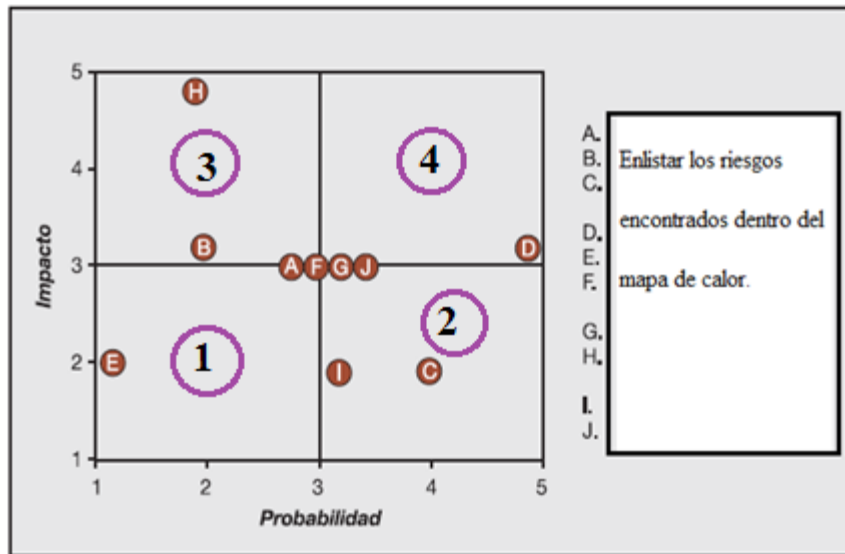 5
H
4
3
4
A.
B.
C.
Enlistar los riesgos
encontrados dentro del
mapa de calor.
D.
E.
F.
G.
H.
I.
J.
Impacto
B
D
3
A F G J
2
E
1
2
I
C
1
1 2 3 4 5
Probabilidad